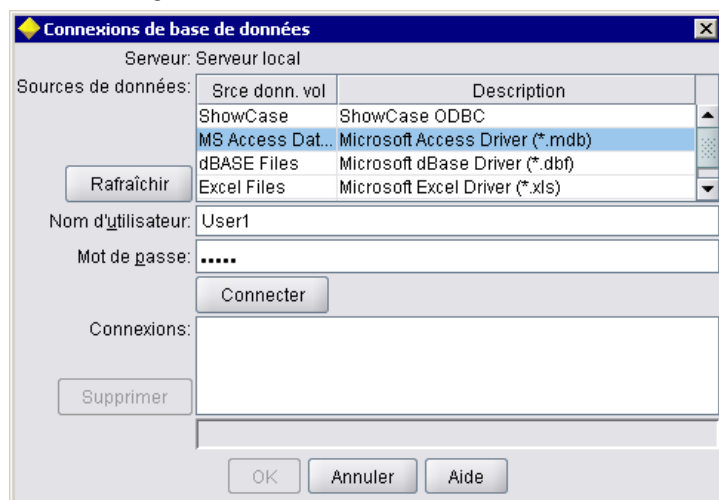 Connexions de base de données
Serveur: Serveur local
Sources de données:
Srce donn. vol Description
ShowCase ShowCase ODBC
MS Access Dat... Microsoft Access Driver (*.mdb)
dBASE Files Microsoft dBase Driver (*.dbf)
Excel Files Microsoft Excel Driver (*.xls)
Rafraîchir
Nom d'utilisateur: User1
Mot de passe: •••••
Connecter
Connexions:
Supprimer
OK Annuler Aide